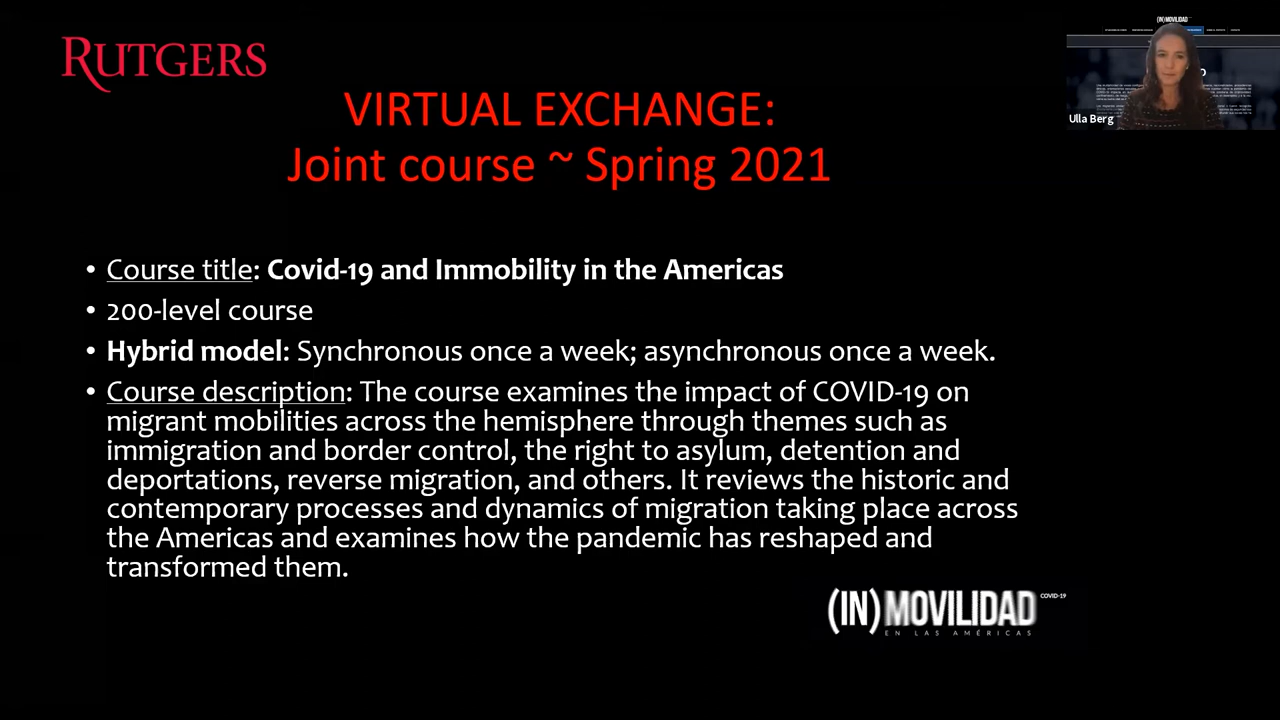 RUTGERS
VIRTUAL EXCHANGE:
Joint course ~ Spring 2021
(IN)MOVILIDAD
Ulla Berg
• Course title: Covid-19 and Immobility in the Americas
• 200-level course
• Hybrid model: Synchronous once a week; asynchronous once a week.
• Course description: The course examines the impact of COVID-19 on
migrant mobilities across the hemisphere through themes such as
immigration and border control, the right to asylum, detention and
deportations, reverse migration, and others. It reviews the historic and
contemporary processes and dynamics of migration taking place across
the Americas and examines how the pandemic has reshaped and
transformed them.
(IN)MOVILIDAD COVID-19
EN LAS AMÉRICAS